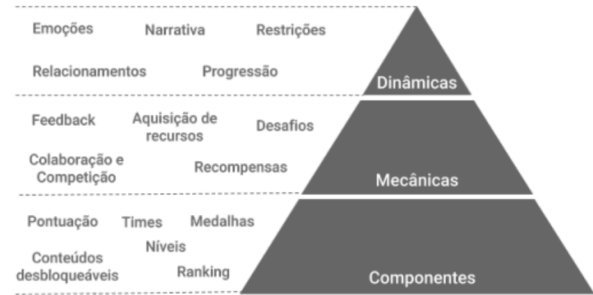 Emoções Narrativa Restrições
Relacionamentos Progressão
Dinâmicas
Feedback Aquisição de
recursos Desafios
Colaboração e
Competição Recompensas
Mecânicas
Pontuação Times Medalhas
Níveis
Conteúdos
desbloqueáveis Ranking
Componentes